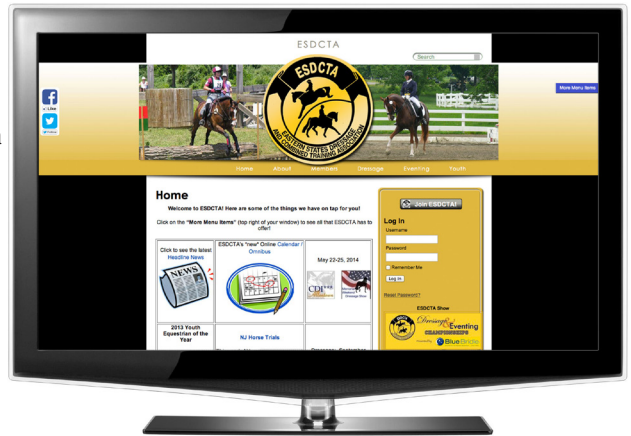 ESDCTA
Search
More Menu Items
Like
ESDCTA
EASTERN STATES DRESSAGE
AND COMBINED TRAINING ASSOCIATION
Home About Members Dressage Eventing Youth
Home
Welcome to ESDCTA! Here are some of the things we have on tap for you!
Click on the "More Menu Items" (top right of your window) to see all that ESDCTA has to
offer!
Click to see the latest
Headline News
NEWS
ESDCTA's "new" Online Calendar /
Omnibus
May 22-25, 2014
CDI
Dressage Show
2013 Youth
Equestrian of the
Year
NJ Horse Trials
Join ESDCTA!
Log In
Username
Password
Remember Me
Log In
Reset Password?
ESDCTA Show
Dressage &
Eventing
CHAMPIONSHIPS
Blue Bridle